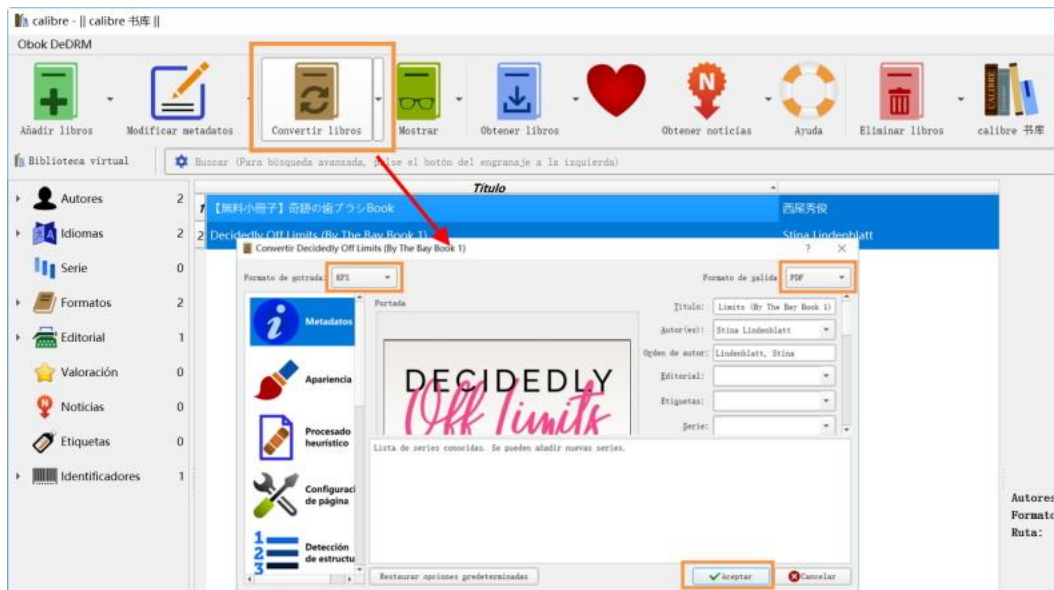 calibre - || calibre 书库 ||
Obok DeDRM
Añadir libros
Modificar metadatos
Convertir libros
Mostrar
Obtener libros
Obtener noticias
Ayuda
Eliminar libros
calibre 书库
Biblioteca virtual
Buscar (Para búsqueda avanzada, pulse el botón del engranaje a la izquierda)
Título
Autores 2
Idiomas 2
Serie 0
Formatos 2
Editorial 1
Valoración 0
Noticias 0
Etiquetas 0
Identificadores 1
1 【無料小冊子】奇跡の歯ブラシBook 西尾秀俊
2 Decidedly Off Limits (By The Bay Book 1) Stina Lindenblatt
Convertir Decidedly Off Limits (By The Bay Book 1)
Formato de entrada: KFX
Formato de salida PDF
Metadatos
Apariencia
Procesado
heurístico
Configuraci
de página
Detección
de estructu
Portada
DECIDEDLY
Off limits
Título: Limits (By The Bay Book 1)
Autor(es): Stina Lindenblatt
Orden de autor: Lindenblatt, Stina
Editorial:
Etiquetas:
Serie:
Lista de series conocidas. Se pueden añadir nuevas series.
Restaurar opciones predeterminadas
Aceptar
Cancelar
Autores
Formato
Ruta: